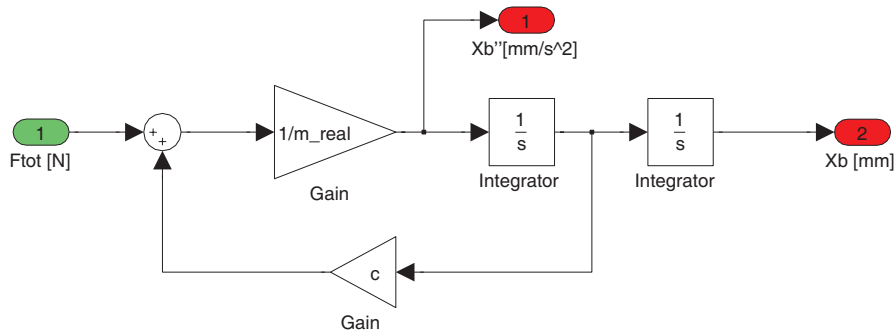 1
Xb''[mm/s^2]
1
Ftot [N]
+
+
1/m_real
Gain
1
s
Integrator
1
s
Integrator
2
Xb [mm]
c
Gain